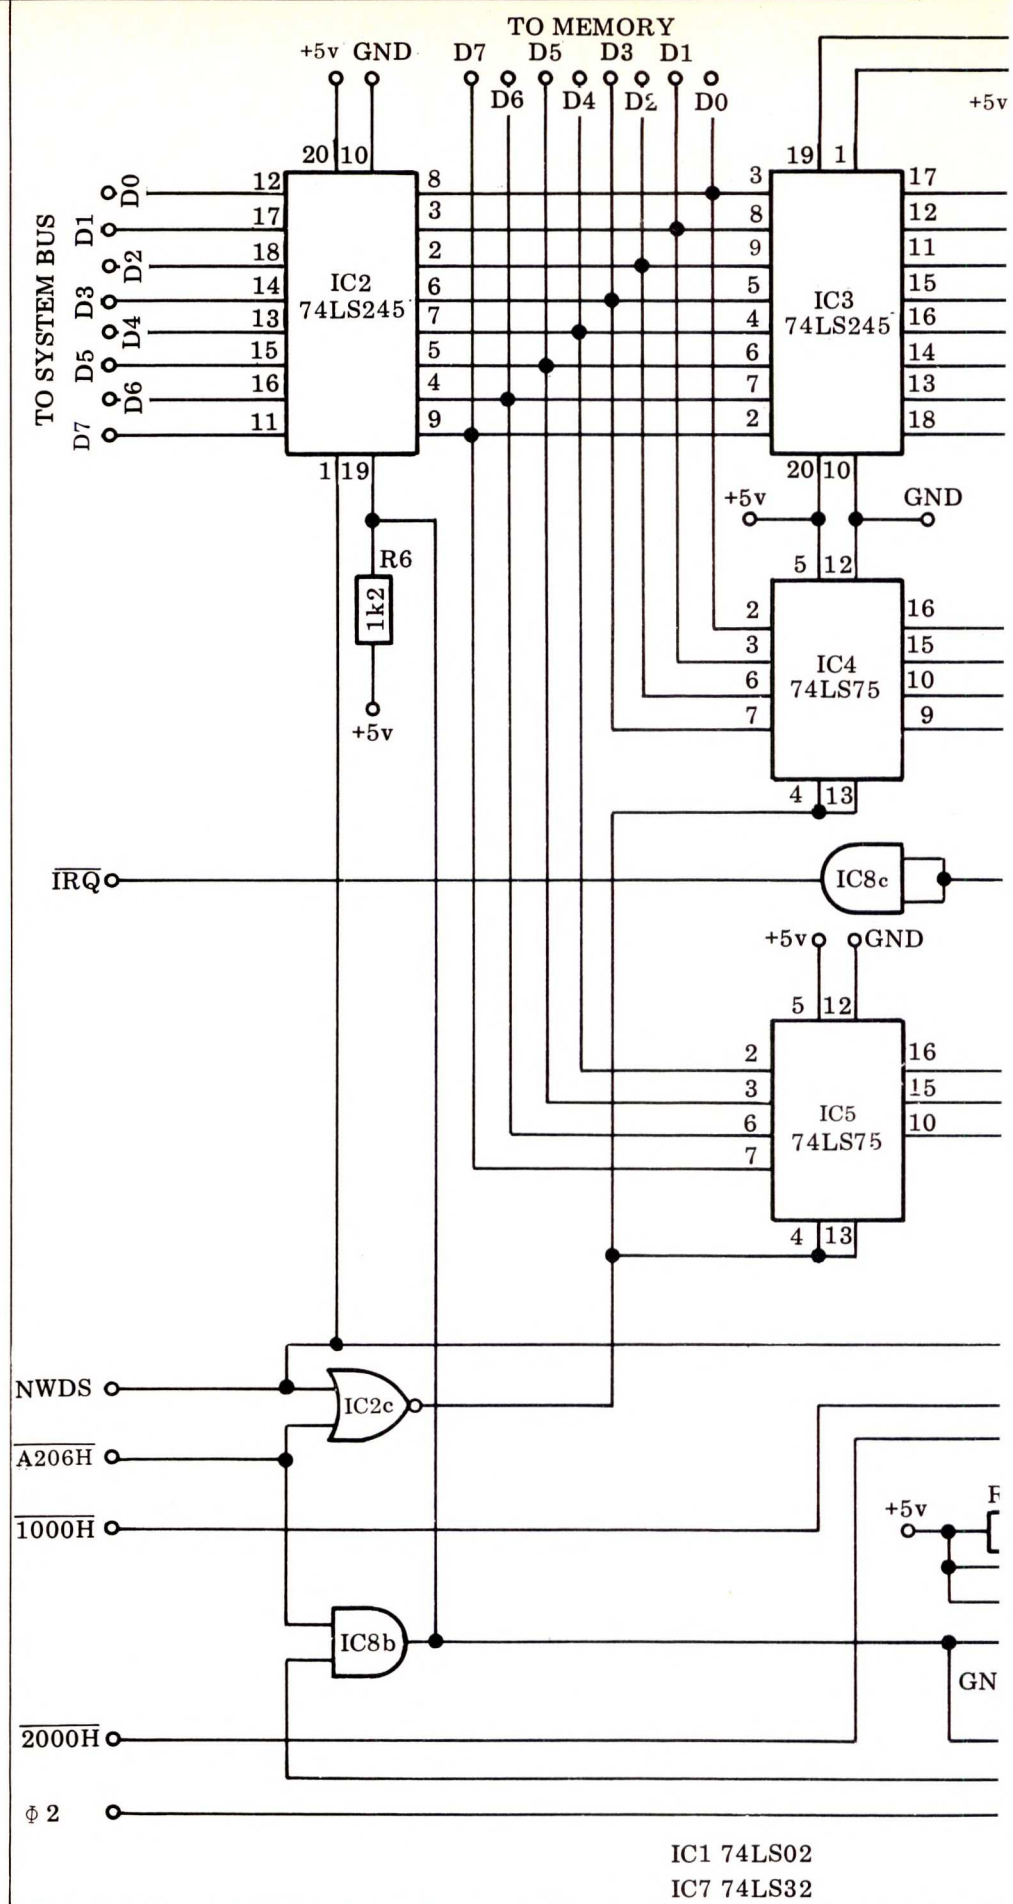 TO MEMORY
+5v GND D7 D5 D3 D1
D6 D4 D2 D0
+5v
20 10
19 1
TO SYSTEM BUS
D0 12 8 3 17
D1 17 3 8 12
D2 18 2 9 11
D3 14 6 5 15
D4 13 7 4 16
D5 15 5 6 14
D6 16 4 7 13
D7 11 9 2 18
IC2
74LS245
IC3
74LS245
1 19
20 10
+5v GND
R6
1k2
+5v
5 12
2 16
3 15
6 10
7 9
IC4
74LS75
4 13
IRQ
IC8c
+5v GND
5 12
2 16
3 15
6 10
7
IC5
74LS75
4 13
NWDS
IC2c
A206H
1000H
+5v
IC8b
GN
2000H
Φ 2
IC1 74LS02
IC7 74LS32